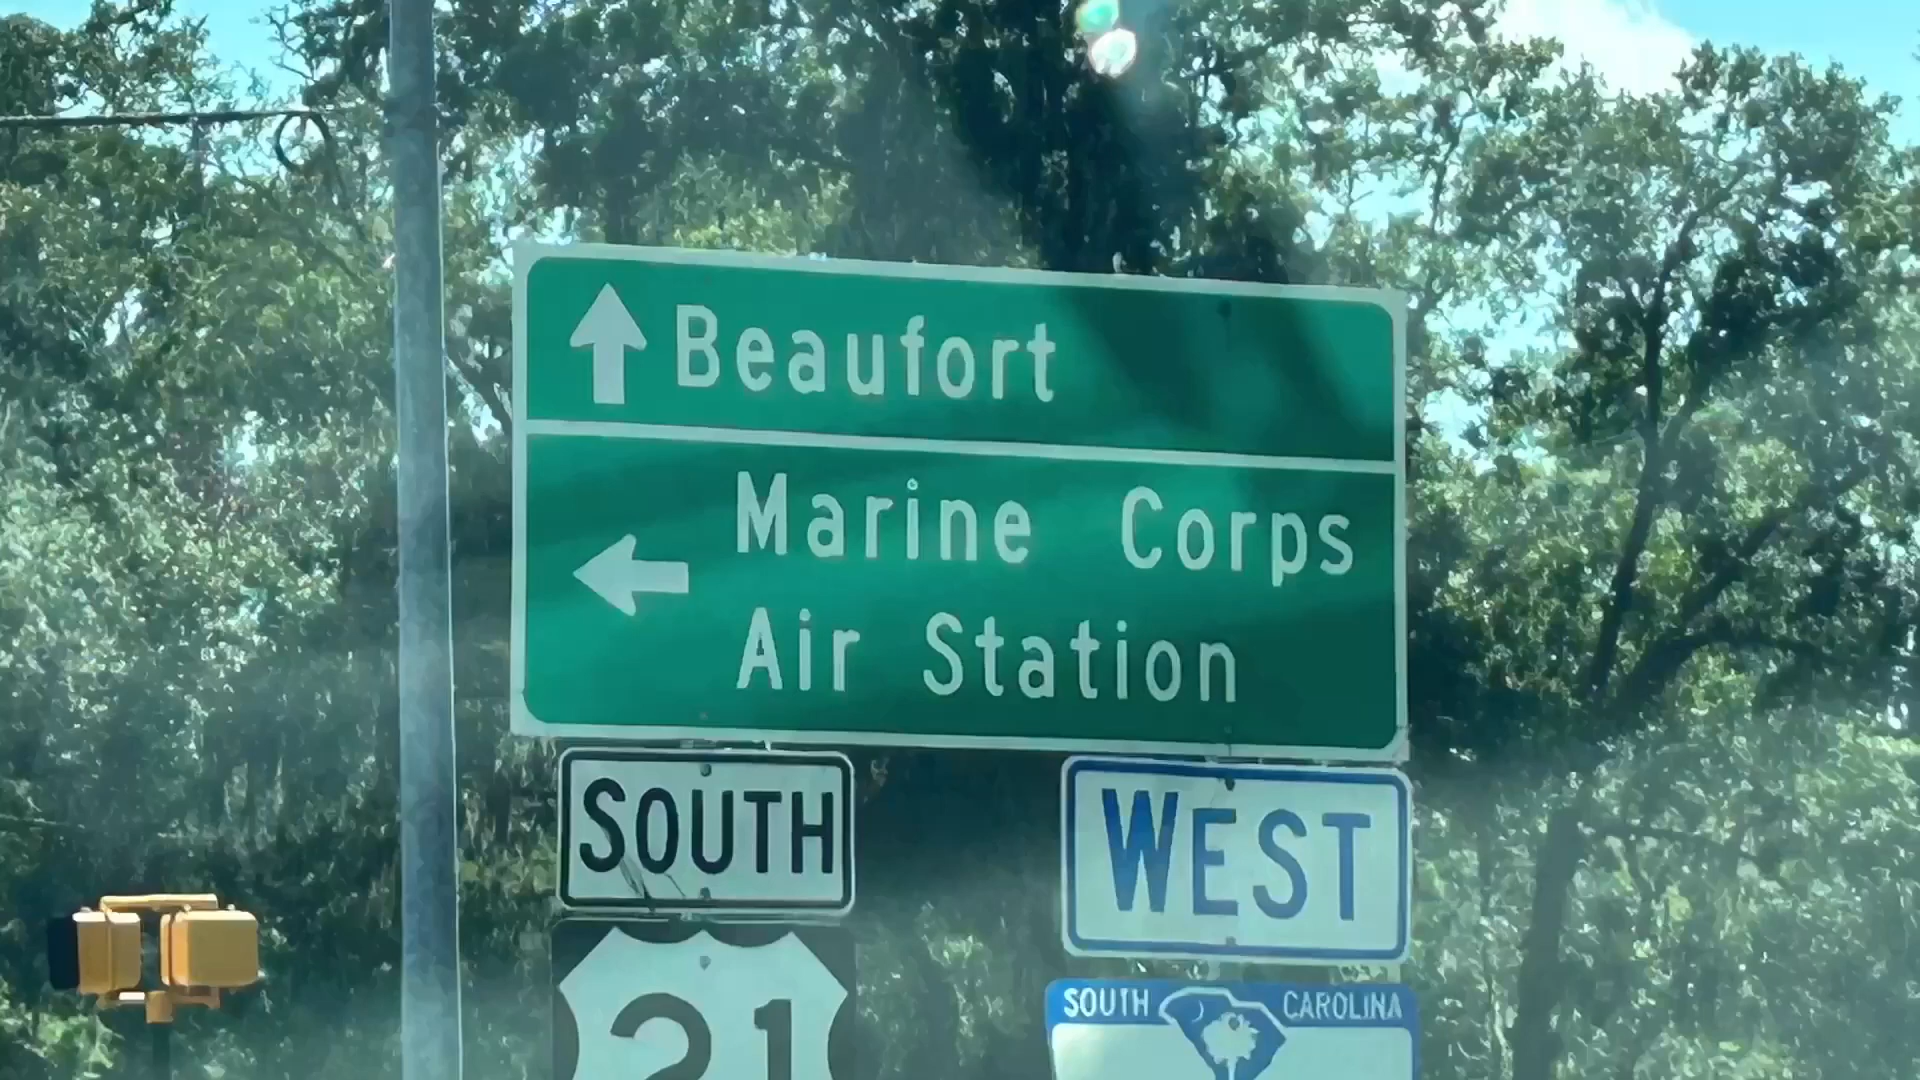 Beaufort
Marine Corps
Air Station
SOUTH
WEST
21
SOUTH CAROLINA